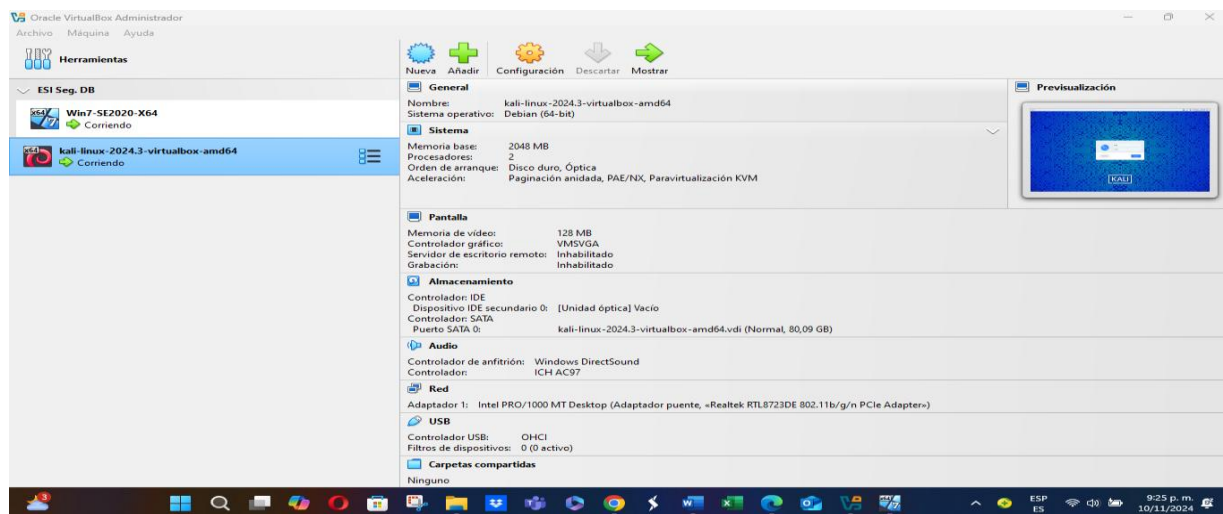 Oracle VirtualBox Administrador
Archivo Máquina Ayuda
Herramientas
Nueva Añadir Configuración Descartar Mostrar
ESI Seg. DB
Win7-SE2020-X64
Corriendo
kali-linux-2024.3-virtualbox-amd64
Corriendo
General
Nombre: kali-linux-2024.3-virtualbox-amd64
Sistema operativo: Debian (64-bit)
Sistema
Memoria base: 2048 MB
Procesadores: 2
Orden de arranque: Disco duro, Óptica
Aceleración: Paginación anidada, PAE/NX, Paravirtualización KVM
Previsualización
KALI
Pantalla
Memoria de vídeo: 128 MB
Controlador gráfico: VMSVGA
Servidor de escritorio remoto: Inhabilitado
Grabación: Inhabilitado
Almacenamiento
Controlador: IDE
Dispositivo IDE secundario 0: [Unidad óptica] Vacío
Controlador: SATA
Puerto SATA 0: kali-linux-2024.3-virtualbox-amd64.vdi (Normal, 80,09 GB)
Audio
Controlador de anfitrión: Windows DirectSound
Controlador: ICH AC97
Red
Adaptador 1: Intel PRO/1000 MT Desktop (Adaptador puente, «Realtek RTL8723DE 802.11b/g/n PCIe Adapter»)
USB
Controlador USB: OHCI
Filtros de dispositivos: 0 (0 activo)
Carpetas compartidas
Ninguno
3
ESP
ES
9:25 p. m.
10/11/2024